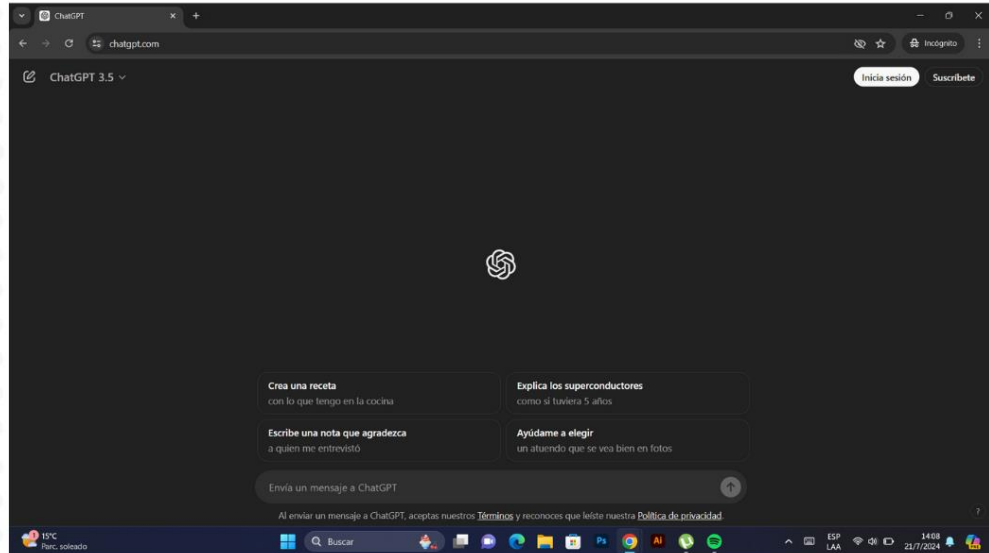 ChatGPT
chatgpt.com
Incógnito
ChatGPT 3.5
Inicia sesión
Suscríbete
Crea una receta
con lo que tengo en la cocina
Explica los superconductores
como si tuviera 5 años
Escribe una nota que agradezca
a quien me entrevistó
Ayúdame a elegir
un atuendo que se vea bien en fotos
Envía un mensaje a ChatGPT
Al enviar un mensaje a ChatGPT, aceptas nuestros Términos y reconoces que leíste nuestra Política de privacidad.
?
1
15°C
Parc. soleado
Buscar
Ps
Ai
ESP
LAA
14:08
21/7/2024